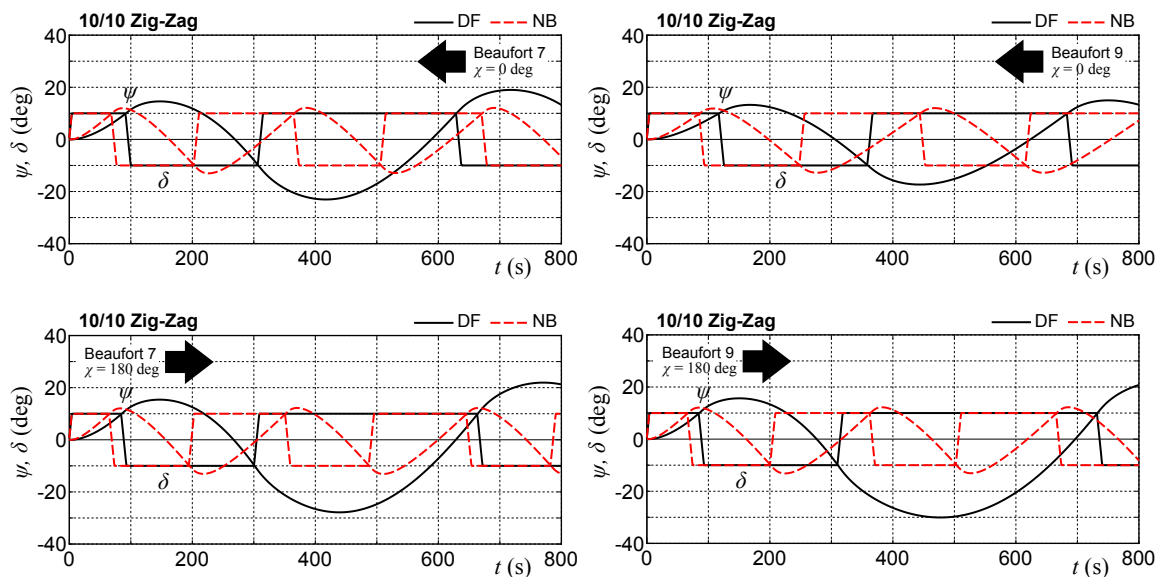 10/10 Zig-Zag
DF NB
Beaufort 7
χ = 0 deg
ψ
δ
ψ, δ (deg)
40
20
0
-20
-40
0 200 400 600 800
t (s)
10/10 Zig-Zag
DF NB
Beaufort 9
χ = 0 deg
ψ
δ
ψ, δ (deg)
40
20
0
-20
-40
0 200 400 600 800
t (s)
10/10 Zig-Zag
DF NB
Beaufort 7
χ = 180 deg
ψ
δ
ψ, δ (deg)
40
20
0
-20
-40
0 200 400 600 800
t (s)
10/10 Zig-Zag
DF NB
Beaufort 9
χ = 180 deg
ψ
δ
ψ, δ (deg)
40
20
0
-20
-40
0 200 400 600 800
t (s)